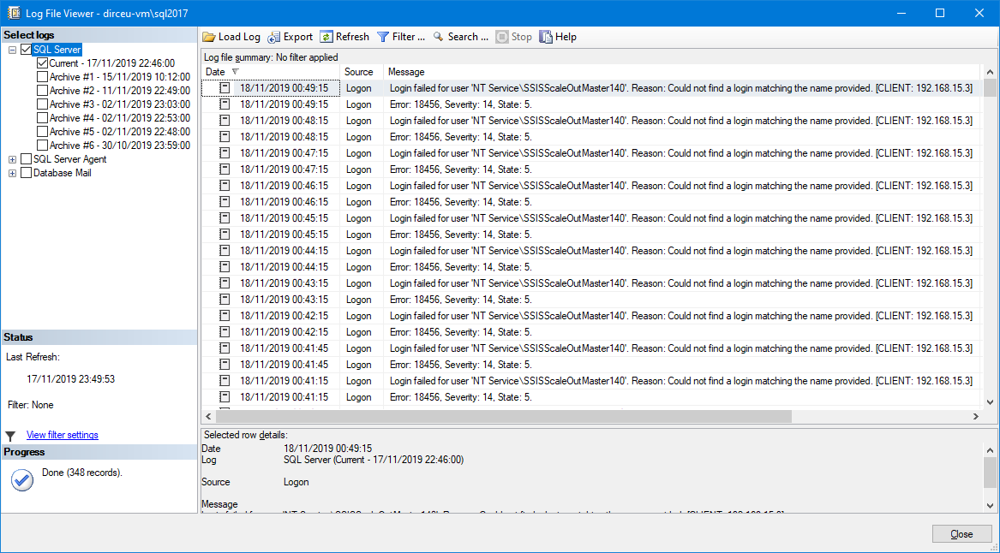 Log File Viewer - dirceu-vm\sql2017
Select logs
SQL Server
Current - 17/11/2019 22:46:00
Archive #1 - 15/11/2019 10:12:00
Archive #2 - 11/11/2019 22:49:00
Archive #3 - 02/11/2019 23:03:00
Archive #4 - 02/11/2019 22:53:00
Archive #5 - 02/11/2019 22:48:00
Archive #6 - 30/10/2019 23:59:00
SQL Server Agent
Database Mail
Status
Last Refresh:
17/11/2019 23:49:53
Filter: None
View filter settings
Progress
Done (348 records).
Load Log Export Refresh Filter ... Search ... Stop Help
Log file summary: No filter applied
Date Source Message
18/11/2019 00:49:15 Logon Login failed for user 'NT Service\SSISScaleOutMaster140'. Reason: Could not find a login matching the name provided. [CLIENT: 192.168.15.3]
18/11/2019 00:49:15 Logon Error: 18456, Severity: 14, State: 5.
18/11/2019 00:48:15 Logon Login failed for user 'NT Service\SSISScaleOutMaster140'. Reason: Could not find a login matching the name provided. [CLIENT: 192.168.15.3]
18/11/2019 00:48:15 Logon Error: 18456, Severity: 14, State: 5.
18/11/2019 00:47:15 Logon Login failed for user 'NT Service\SSISScaleOutMaster140'. Reason: Could not find a login matching the name provided. [CLIENT: 192.168.15.3]
18/11/2019 00:47:15 Logon Error: 18456, Severity: 14, State: 5.
18/11/2019 00:46:15 Logon Login failed for user 'NT Service\SSISScaleOutMaster140'. Reason: Could not find a login matching the name provided. [CLIENT: 192.168.15.3]
18/11/2019 00:46:15 Logon Error: 18456, Severity: 14, State: 5.
18/11/2019 00:45:15 Logon Login failed for user 'NT Service\SSISScaleOutMaster140'. Reason: Could not find a login matching the name provided. [CLIENT: 192.168.15.3]
18/11/2019 00:45:15 Logon Error: 18456, Severity: 14, State: 5.
18/11/2019 00:44:15 Logon Login failed for user 'NT Service\SSISScaleOutMaster140'. Reason: Could not find a login matching the name provided. [CLIENT: 192.168.15.3]
18/11/2019 00:44:15 Logon Error: 18456, Severity: 14, State: 5.
18/11/2019 00:43:15 Logon Login failed for user 'NT Service\SSISScaleOutMaster140'. Reason: Could not find a login matching the name provided. [CLIENT: 192.168.15.3]
18/11/2019 00:43:15 Logon Error: 18456, Severity: 14, State: 5.
18/11/2019 00:42:15 Logon Login failed for user 'NT Service\SSISScaleOutMaster140'. Reason: Could not find a login matching the name provided. [CLIENT: 192.168.15.3]
18/11/2019 00:42:15 Logon Error: 18456, Severity: 14, State: 5.
18/11/2019 00:41:45 Logon Login failed for user 'NT Service\SSISScaleOutMaster140'. Reason: Could not find a login matching the name provided. [CLIENT: 192.168.15.3]
18/11/2019 00:41:45 Logon Error: 18456, Severity: 14, State: 5.
18/11/2019 00:41:15 Logon Login failed for user 'NT Service\SSISScaleOutMaster140'. Reason: Could not find a login matching the name provided. [CLIENT: 192.168.15.3]
18/11/2019 00:41:15 Logon Error: 18456, Severity: 14, State: 5.
Selected row details:
Date 18/11/2019 00:49:15
Log SQL Server (Current - 17/11/2019 22:46:00)
Source Logon
Message
Close